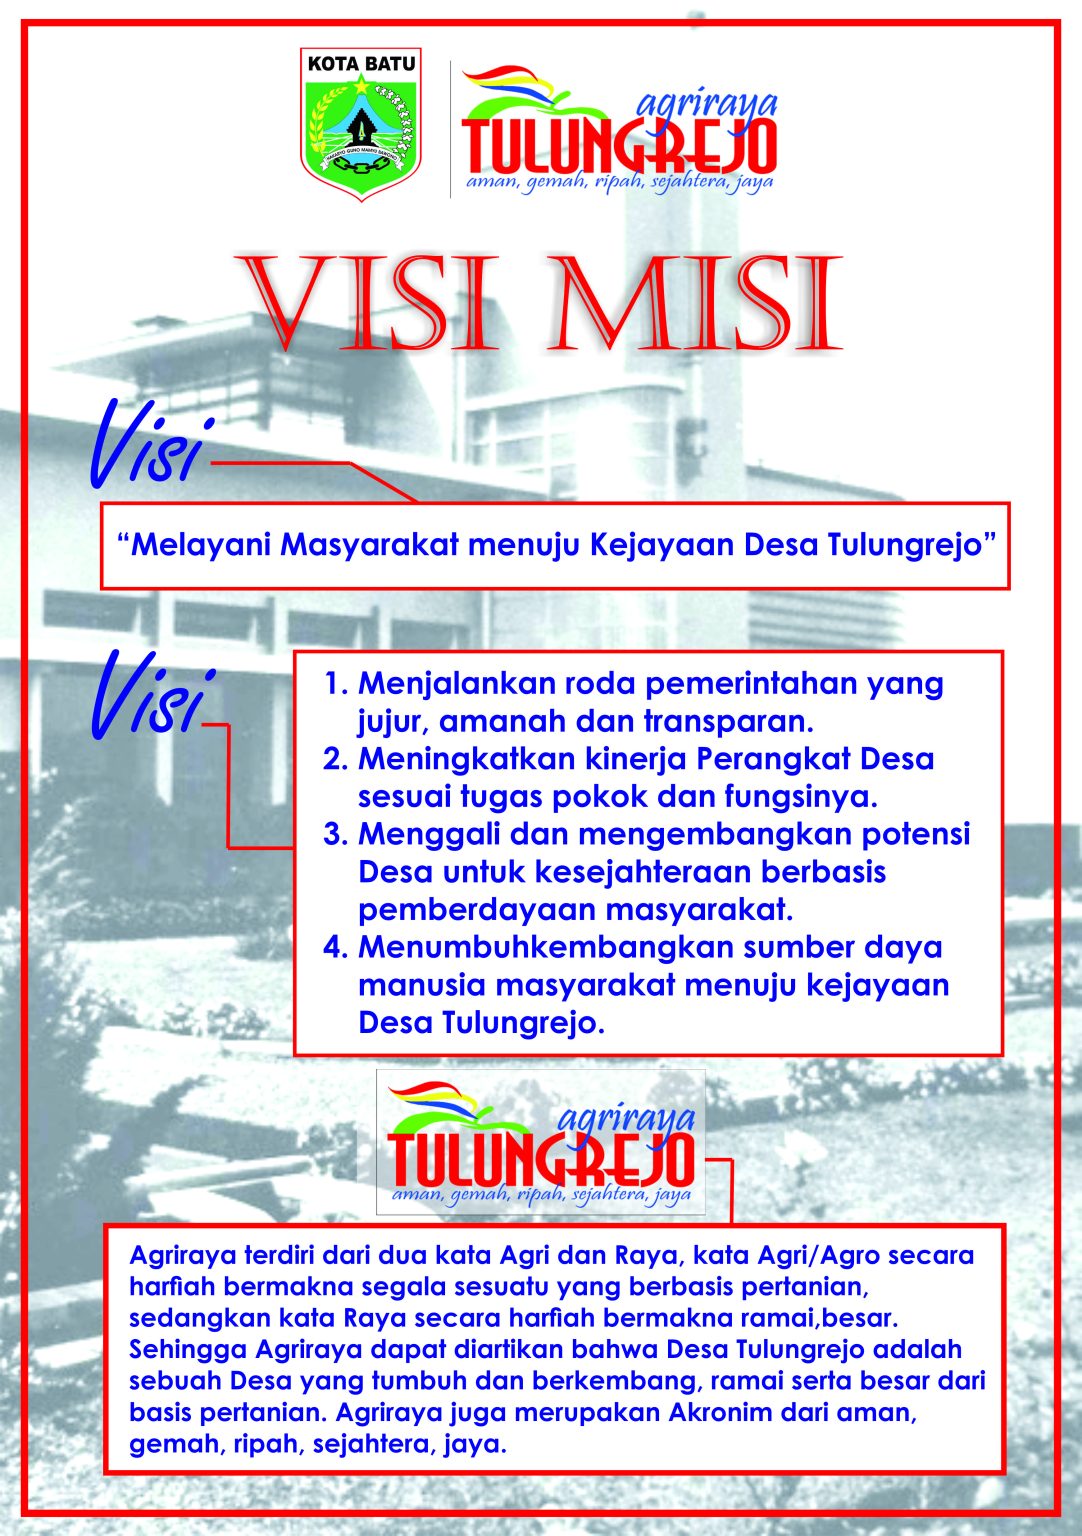 KOTA BATU
HAKARYO GUNO MAMAYU BAWONO
agriraya
TULUNGREJO
aman, gemah, ripah, sejahtera, jaya
VISI MISI
Visi
“Melayani Masyarakat menuju Kejayaan Desa Tulungrejo”
Visi
1. Menjalankan roda pemerintahan yang
jujur, amanah dan transparan.
2. Meningkatkan kinerja Perangkat Desa
sesuai tugas pokok dan fungsinya.
3. Menggali dan mengembangkan potensi
Desa untuk kesejahteraan berbasis
pemberdayaan masyarakat.
4. Menumbuhkembangkan sumber daya
manusia masyarakat menuju kejayaan
Desa Tulungrejo.
agriraya
TULUNGREJO
aman, gemah, ripah, sejahtera, jaya
Agriraya terdiri dari dua kata Agri dan Raya, kata Agri/Agro secara
harfiah bermakna segala sesuatu yang berbasis pertanian,
sedangkan kata Raya secara harfiah bermakna ramai,besar.
Sehingga Agriraya dapat diartikan bahwa Desa Tulungrejo adalah
sebuah Desa yang tumbuh dan berkembang, ramai serta besar dari
basis pertanian. Agriraya juga merupakan Akronim dari aman,
gemah, ripah, sejahtera, jaya.